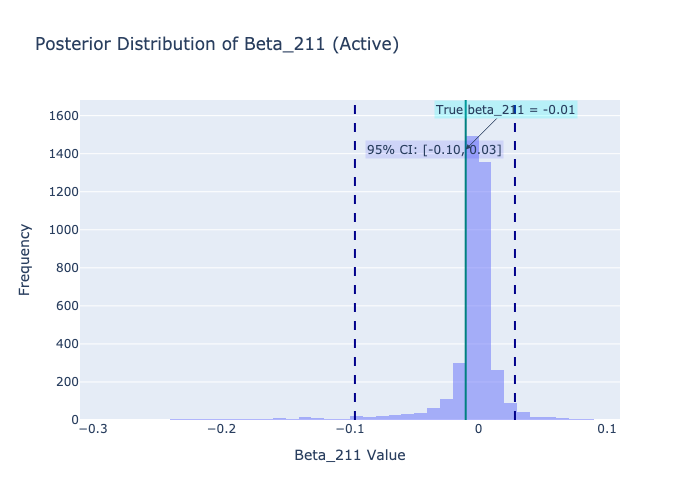 Posterior Distribution of Beta_211 (Active)
True beta_211 = -0.01
95% CI: [-0.10, 0.03]
1600
1400
1200
1000
800
600
400
200
0
Frequency
−0.3 −0.2 −0.1 0 0.1
Beta_211 Value